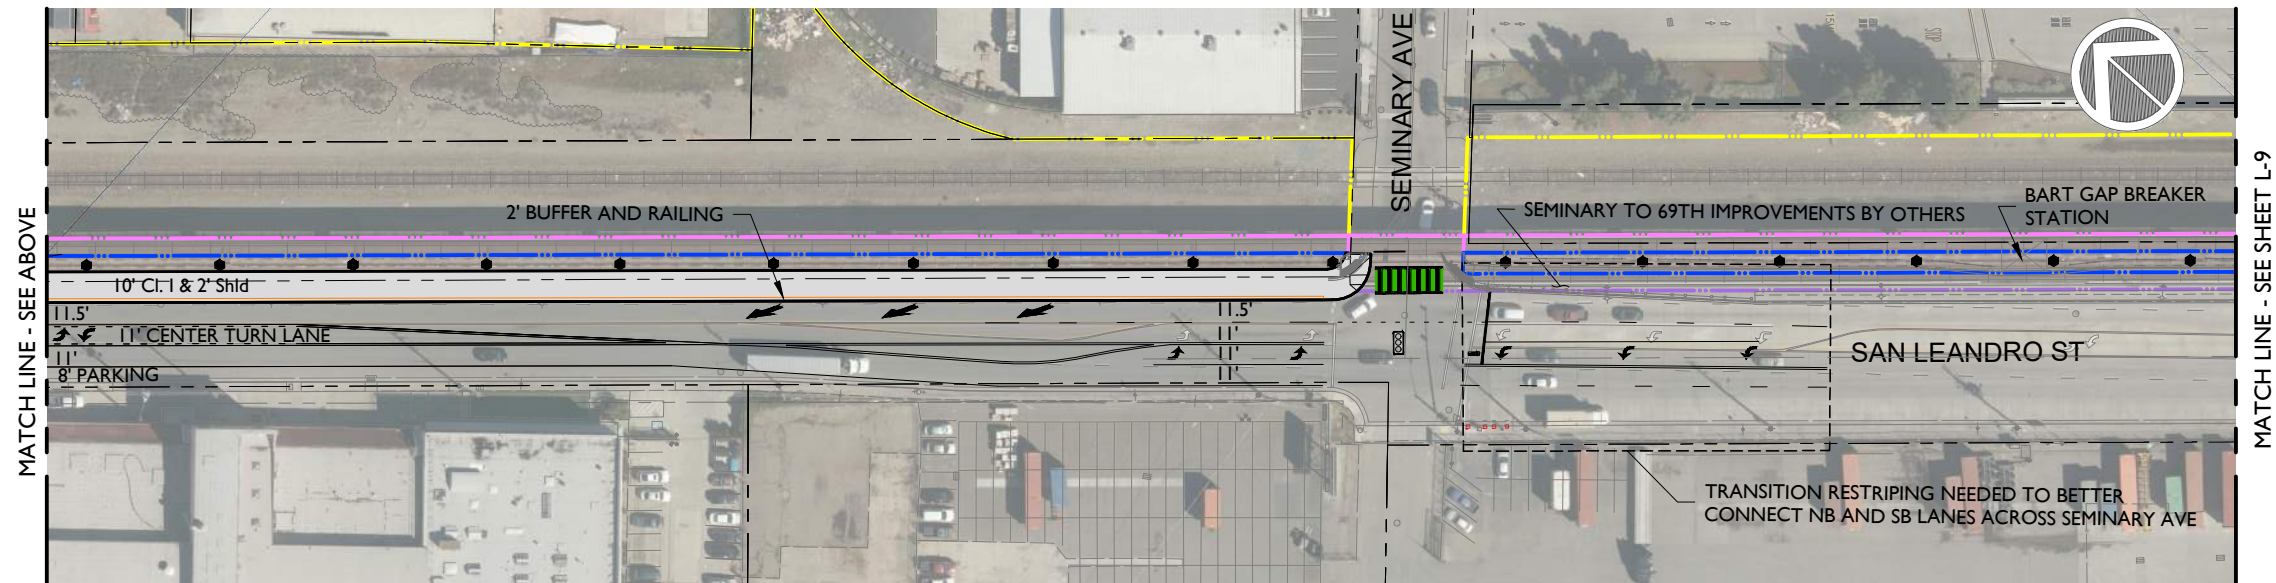 MATCH LINE - SEE ABOVE
SEMINARY AVE
2' BUFFER AND RAILING
SEMINARY TO 69TH IMPROVEMENTS BY OTHERS
BART GAP BREAKER
STATION
10' Cl. I & 2' Shld
11.5'
11' CENTER TURN LANE
11'
8' PARKING
11.5'
11'
11'
11'
SAN LEANDRO ST
TRANSITION RESTRIPING NEEDED TO BETTER
CONNECT NB AND SB LANES ACROSS SEMINARY AVE
MATCH LINE - SEE SHEET L-9
STOP